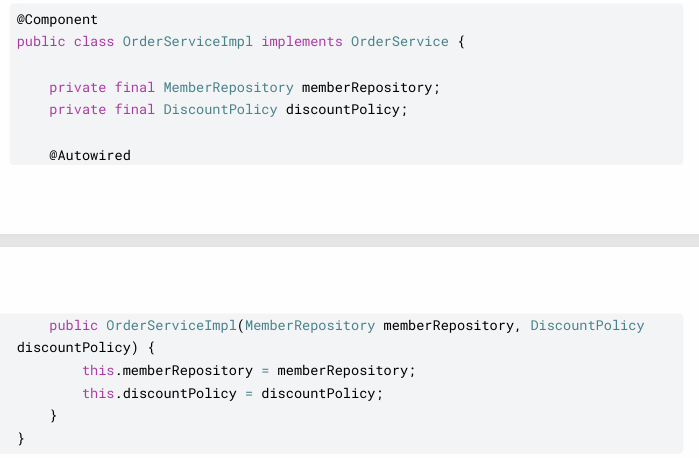 @Component
public class OrderServiceImpl implements OrderService {
    private final MemberRepository memberRepository;
    private final DiscountPolicy discountPolicy;
    @Autowired
    public OrderServiceImpl(MemberRepository memberRepository, DiscountPolicy
discountPolicy) {
        this.memberRepository = memberRepository;
        this.discountPolicy = discountPolicy;
    }
}